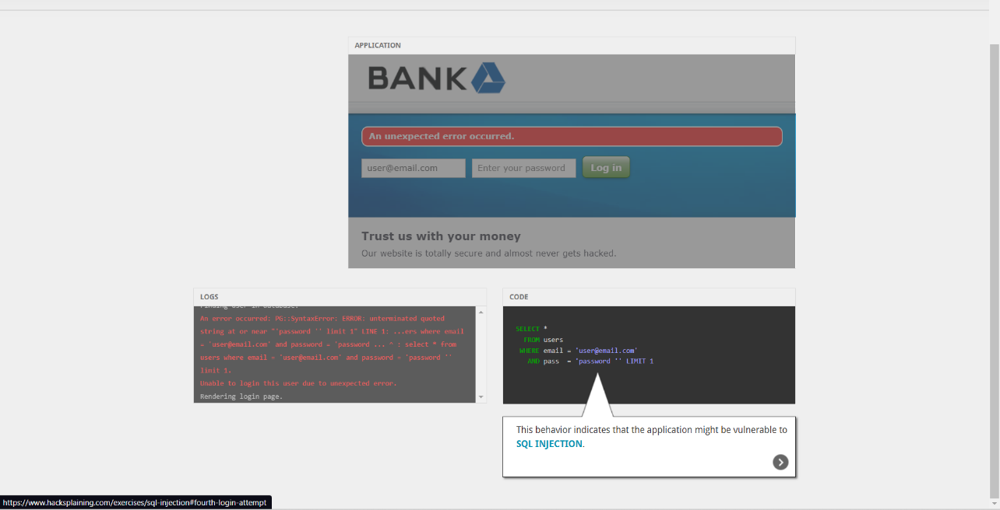 APPLICATION
BANK
An unexpected error occurred.
user@email.com
Enter your password
Log in
Trust us with your money
Our website is totally secure and almost never gets hacked.
LOGS
Finding user in database.
An error occurred: PG::SyntaxError: ERROR: unterminated quoted
string at or near "'password '' limit 1" LINE 1: ...ers where email
= 'user@email.com' and password = 'password ... ^ : select * from
users where email = 'user@email.com' and password = 'password ''
limit 1.
Unable to login this user due to unexpected error.
Rendering login page.
CODE
SELECT *
FROM users
WHERE email = 'user@email.com'
AND pass = 'password '' LIMIT 1
This behavior indicates that the application might be vulnerable to
SQL INJECTION.
https://www.hacksplaining.com/exercises/sql-injection#fourth-login-attempt